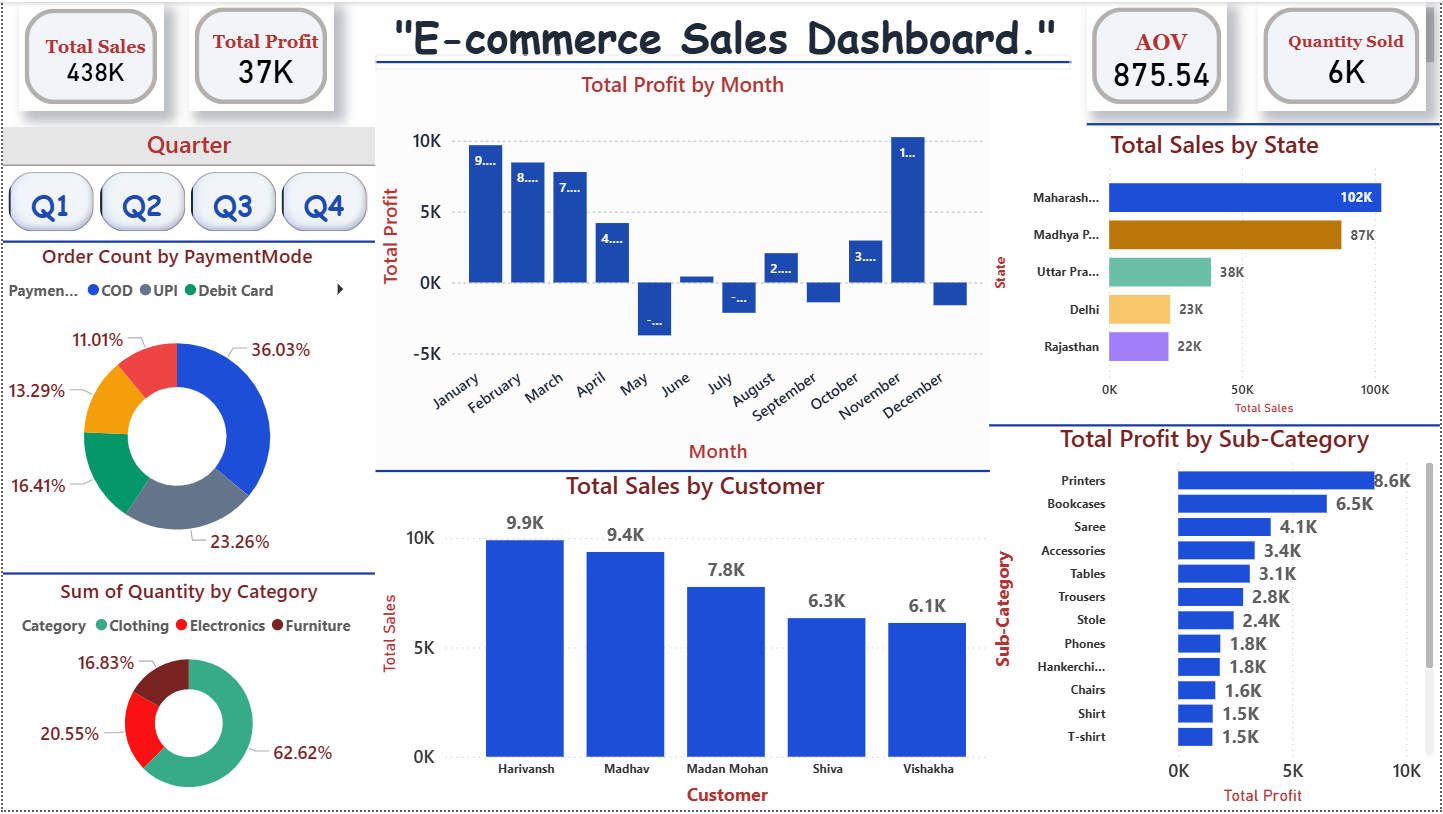 Total Sales
438K
Total Profit
37K
"E-commerce Sales Dashboard."
AOV
875.54
Quantity Sold
6K
Quarter
Q1 Q2 Q3 Q4
Order Count by PaymentMode
Paymen... COD UPI Debit Card
11.01%
36.03%
13.29%
16.41%
23.26%
Sum of Quantity by Category
Category Clothing Electronics Furniture
16.83%
20.55%
62.62%
Total Profit by Month
Total Profit
10K
5K
0K
-5K
9....
8....
7....
4....
-...
-...
2....
3....
1...
January
February
March
April
May
June
July
August
September
October
November
December
Month
Total Sales by Customer
Total Sales
10K
5K
0K
9.9K
9.4K
7.8K
6.3K
6.1K
Harivansh
Madhav
Madan Mohan
Shiva
Vishakha
Customer
Total Sales by State
State
Maharash... 102K
Madhya P... 87K
Uttar Pra... 38K
Delhi 23K
Rajasthan 22K
0K 50K 100K
Total Sales
Total Profit by Sub-Category
Sub-Category
Printers 8.6K
Bookcases 6.5K
Saree 4.1K
Accessories 3.4K
Tables 3.1K
Trousers 2.8K
Stole 2.4K
Phones 1.8K
Hankerchi... 1.8K
Chairs 1.6K
Shirt 1.5K
T-shirt 1.5K
0K 5K 10K
Total Profit